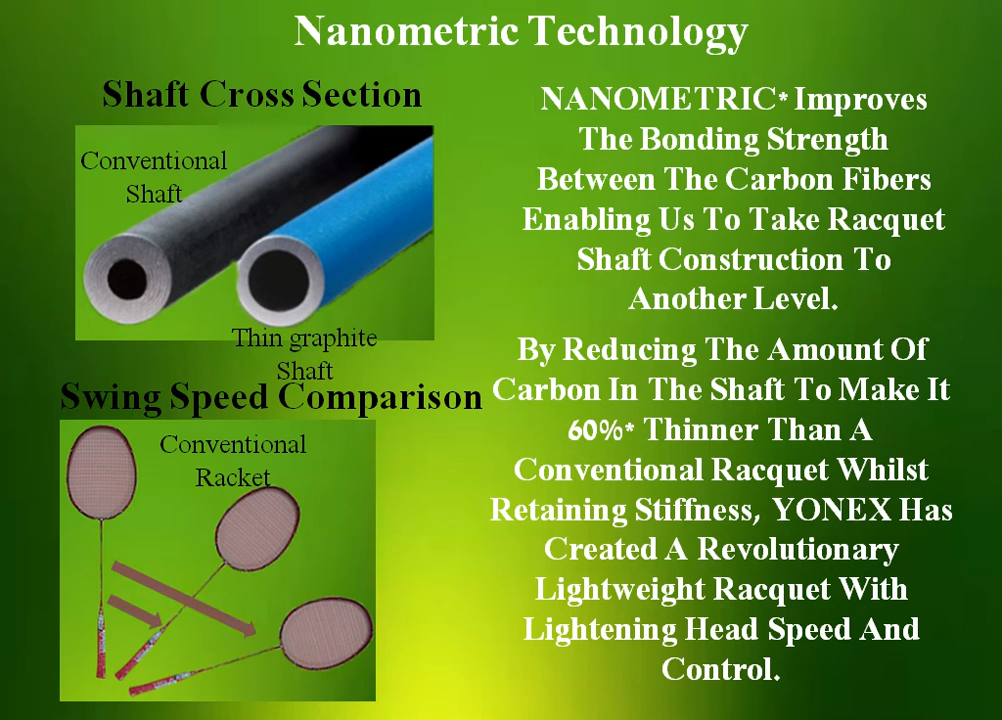 Nanometric Technology
Shaft Cross Section
Conventional
Shaft
Thin graphite
Shaft
Swing Speed Comparison
Conventional
Racket
NANOMETRIC* Improves
The Bonding Strength
Between The Carbon Fibers
Enabling Us To Take Racquet
Shaft Construction To
Another Level.
By Reducing The Amount Of
Carbon In The Shaft To Make It
60%* Thinner Than A
Conventional Racquet Whilst
Retaining Stiffness, YONEX Has
Created A Revolutionary
Lightweight Racquet With
Lightening Head Speed And
Control.